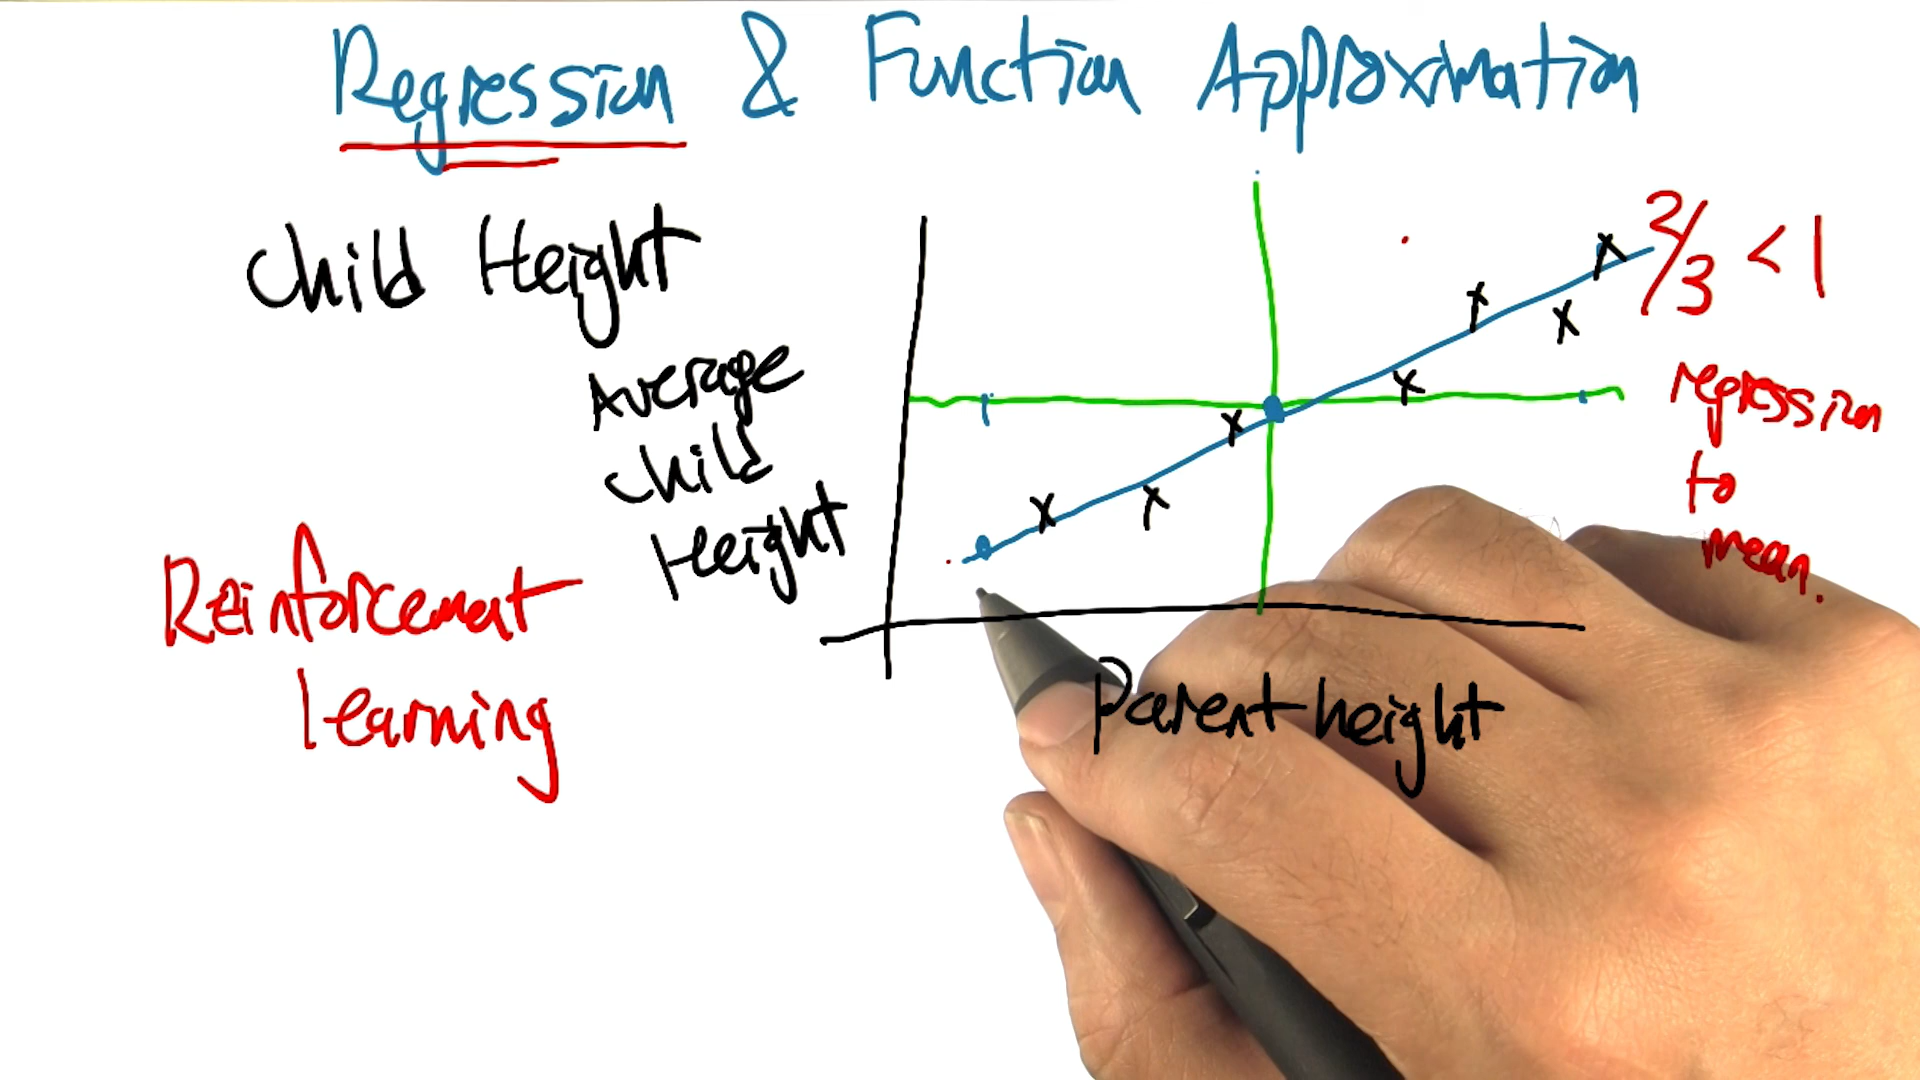 Regression & Function Approximation
Child Height
Average
Child
Height
Reinforcement
learning
Parent height
2/3 < 1
regression
to
mean.